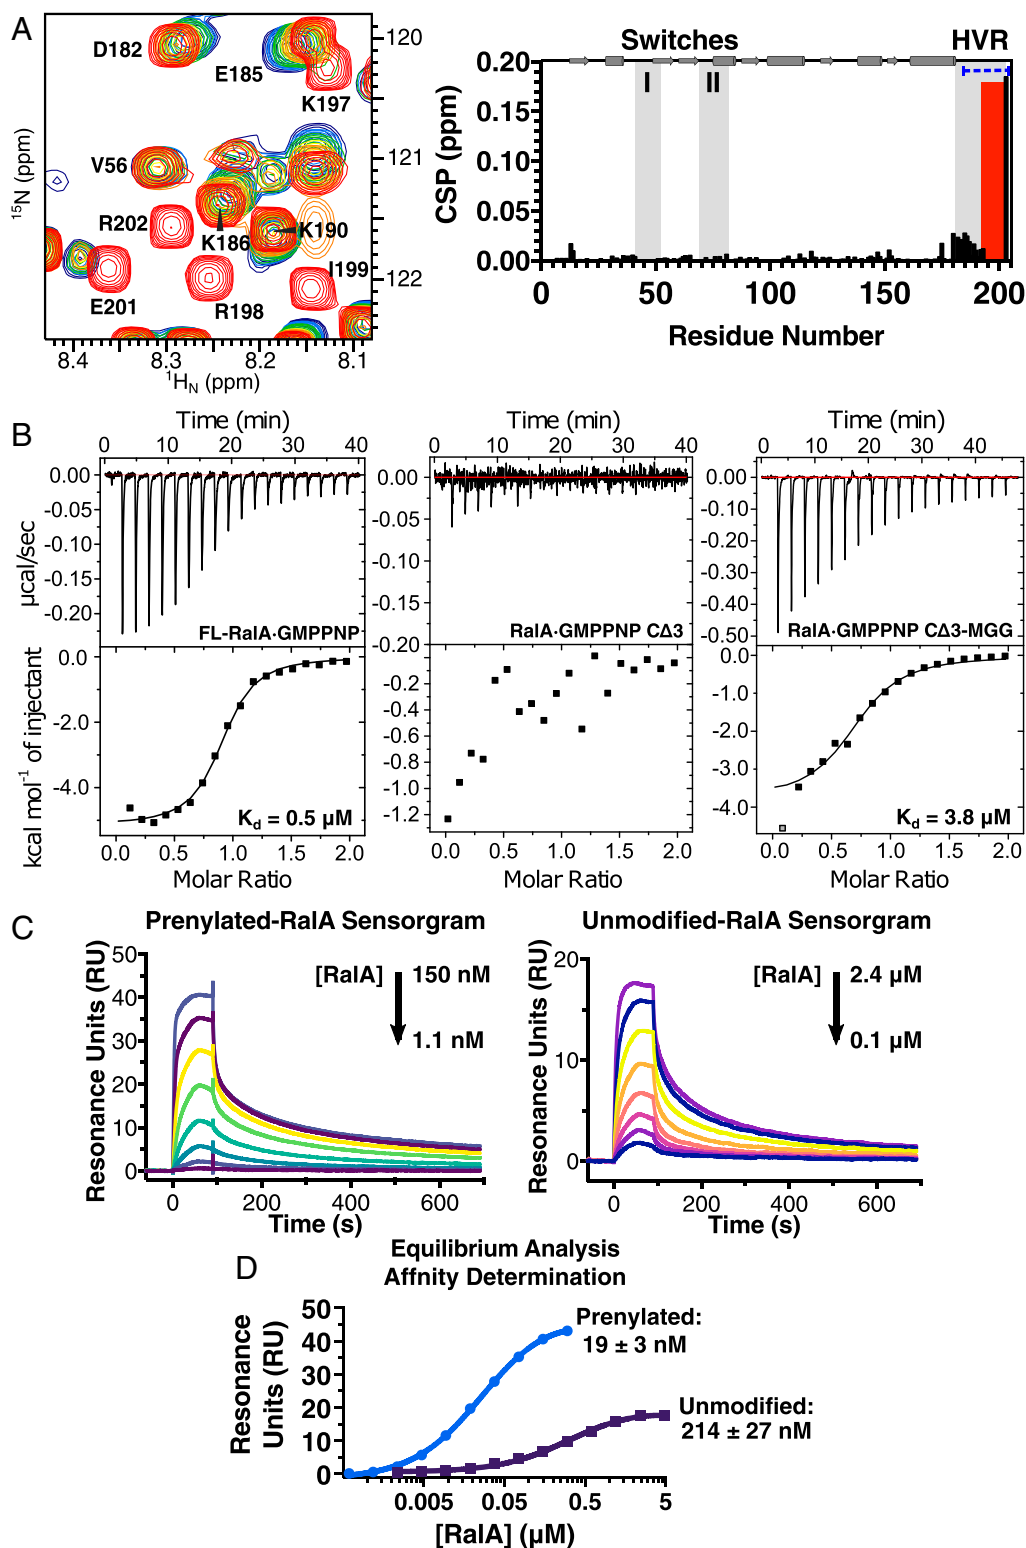 A
D182
E185
K197
V56
R202
K186
K190
I199
E201
R198
120
121
122
15N (ppm)
8.4 8.3 8.2 8.1
1HN (ppm)
Switches
HVR
I
II
CSP (ppm)
0.20
0.15
0.10
0.05
0.00
0 50 100 150 200
Residue Number
B
Time (min)
0 10 20 30 40
0.00
-0.05
-0.10
-0.15
-0.20
µcal/sec
FL-RalA·GMPPNP
0.0
-2.0
-4.0
kcal mol-1 of injectant
Kd = 0.5 µM
0.0 0.5 1.0 1.5 2.0
Molar Ratio
Time (min)
0 10 20 30 40
0.00
-0.05
-0.10
-0.15
-0.20
RalA·GMPPNP CΔ3
-0.2
-0.4
-0.6
-0.8
-1.0
-1.2
0.0 0.5 1.0 1.5 2.0
Molar Ratio
Time (min)
0 10 20 30 40
0.00
-0.10
-0.20
-0.30
-0.40
-0.50
RalA·GMPPNP CΔ3-MGG
0.0
-1.0
-2.0
-3.0
-4.0
Kd = 3.8 µM
0.0 0.5 1.0 1.5 2.0
Molar Ratio
C
Prenylated-RalA Sensorgram
Resonance Units (RU)
50
40
30
20
10
0
[RalA]
150 nM
1.1 nM
0 200 400 600
Time (s)
Unmodified-RalA Sensorgram
Resonance Units (RU)
20
10
0
[RalA]
2.4 µM
0.1 µM
0 200 400 600
Time (s)
D
Equilibrium Analysis
Affnity Determination
Resonance
Units (RU)
50
40
30
20
10
0
Prenylated:
19 ± 3 nM
Unmodified:
214 ± 27 nM
0.005 0.05 0.5 5
[RalA] (µM)